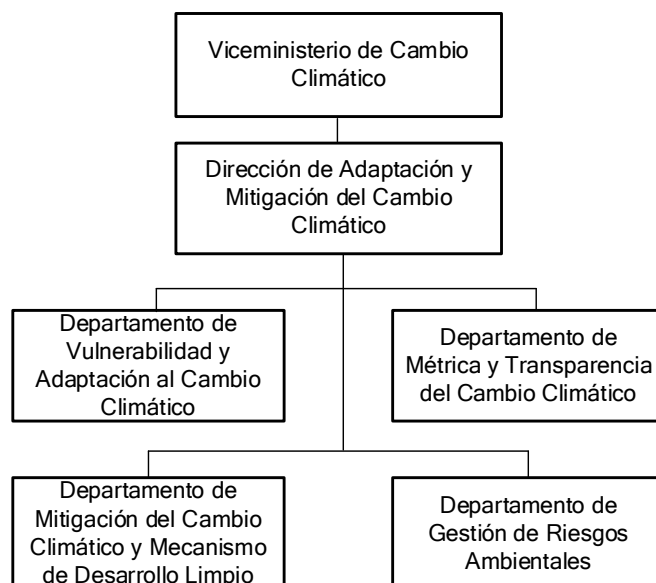 Viceministerio de Cambio
Climático
Dirección de Adaptación y
Mitigación del Cambio
Climático
Departamento de
Vulnerabilidad y
Adaptación al Cambio
Climático
Departamento de
Métrica y Transparencia
del Cambio Climático
Departamento de
Mitigación del Cambio
Climático y Mecanismo
de Desarrollo Limpio
Departamento de
Gestión de Riesgos
Ambientales